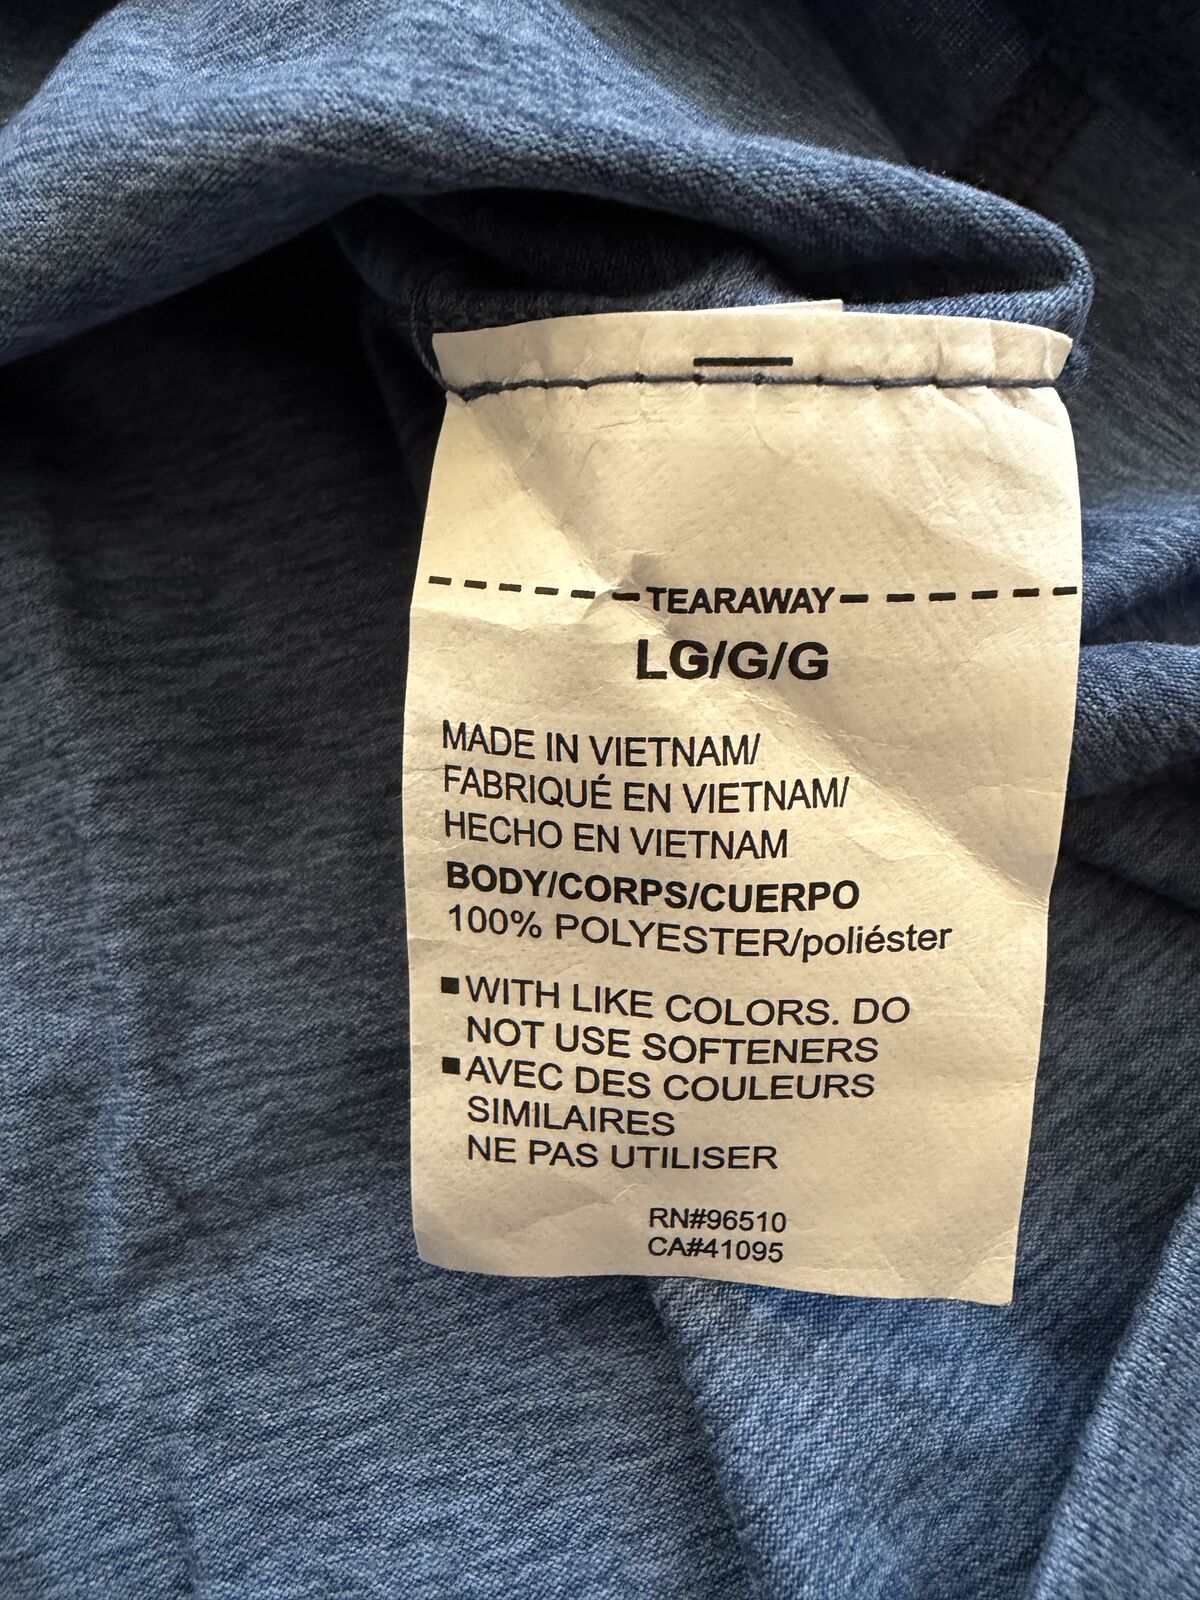 TEARAWAY
LG/G/G
MADE IN VIETNAM/
FABRIQUÉ EN VIETNAM/
HECHO EN VIETNAM
BODY/CORPS/CUERPO
100% POLYESTER/poliéster
■WITH LIKE COLORS. DO
NOT USE SOFTENERS
■AVEC DES COULEURS
SIMILAIRES
NE PAS UTILISER
RN#96510
CA#41095